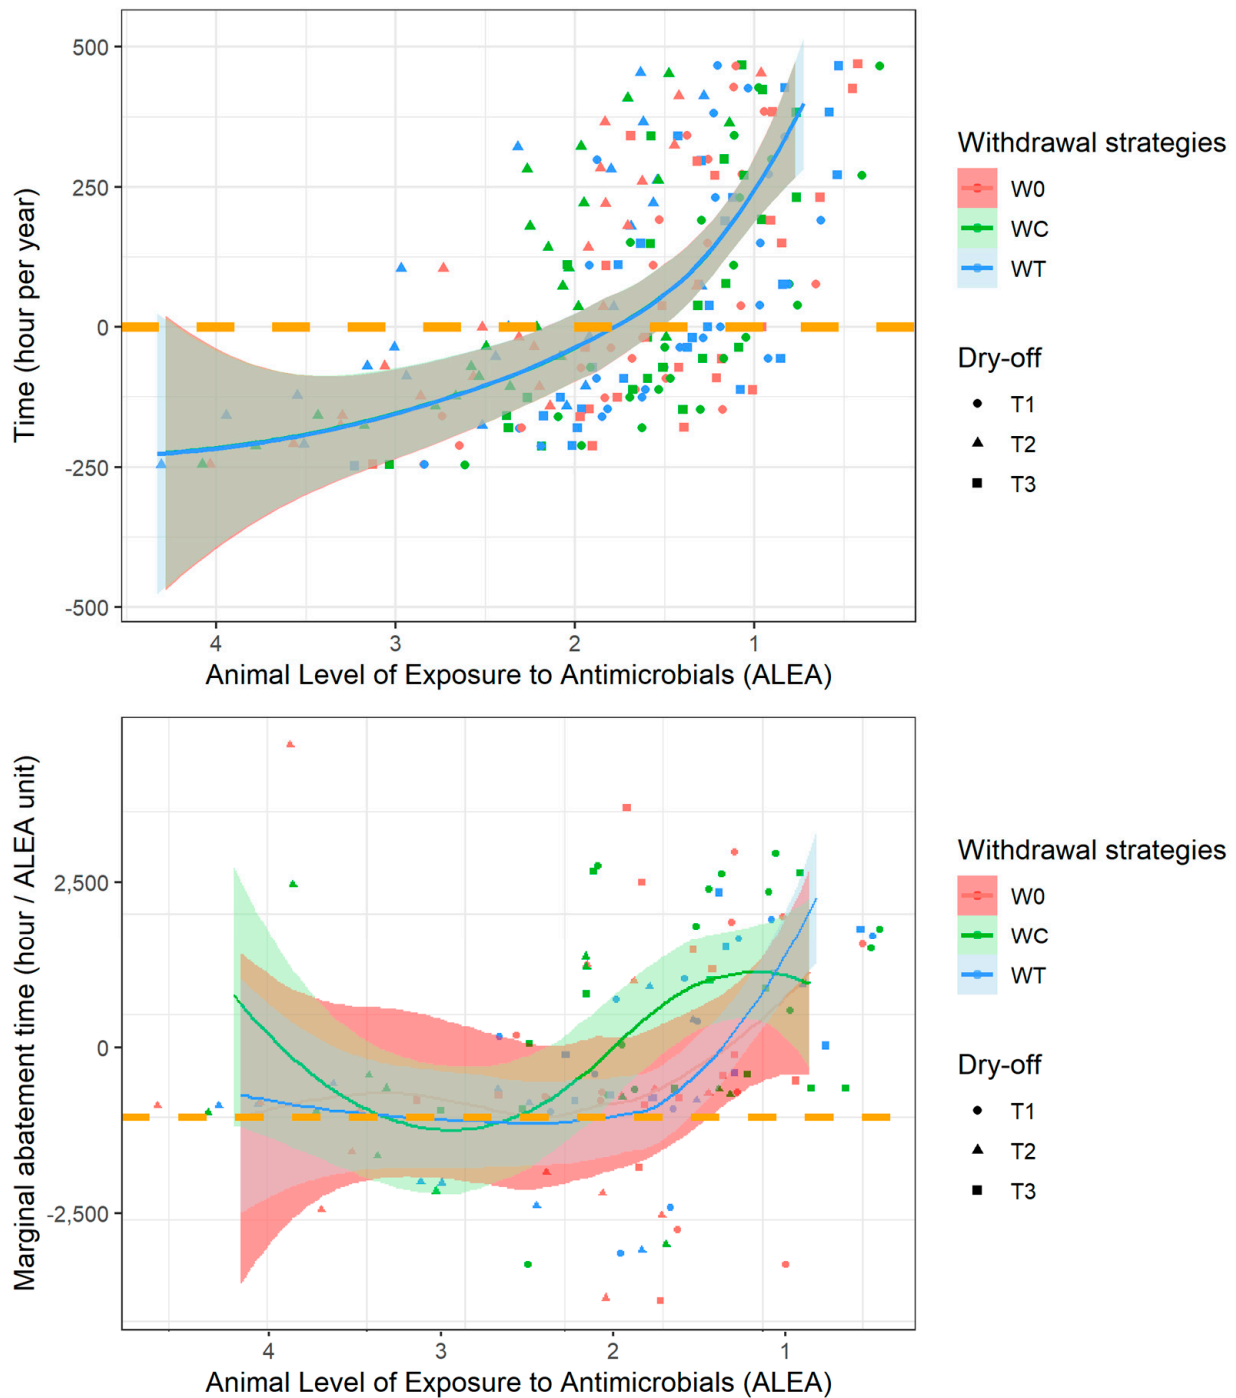 Time (hour per year)
500
250
0
-250
-500
4 3 2 1
Animal Level of Exposure to Antimicrobials (ALEA)
Withdrawal strategies
W0
WC
WT
Dry-off
T1
T2
T3
Marginal abatement time (hour / ALEA unit)
2,500
0
-2,500
4 3 2 1
Animal Level of Exposure to Antimicrobials (ALEA)
Withdrawal strategies
W0
WC
WT
Dry-off
T1
T2
T3